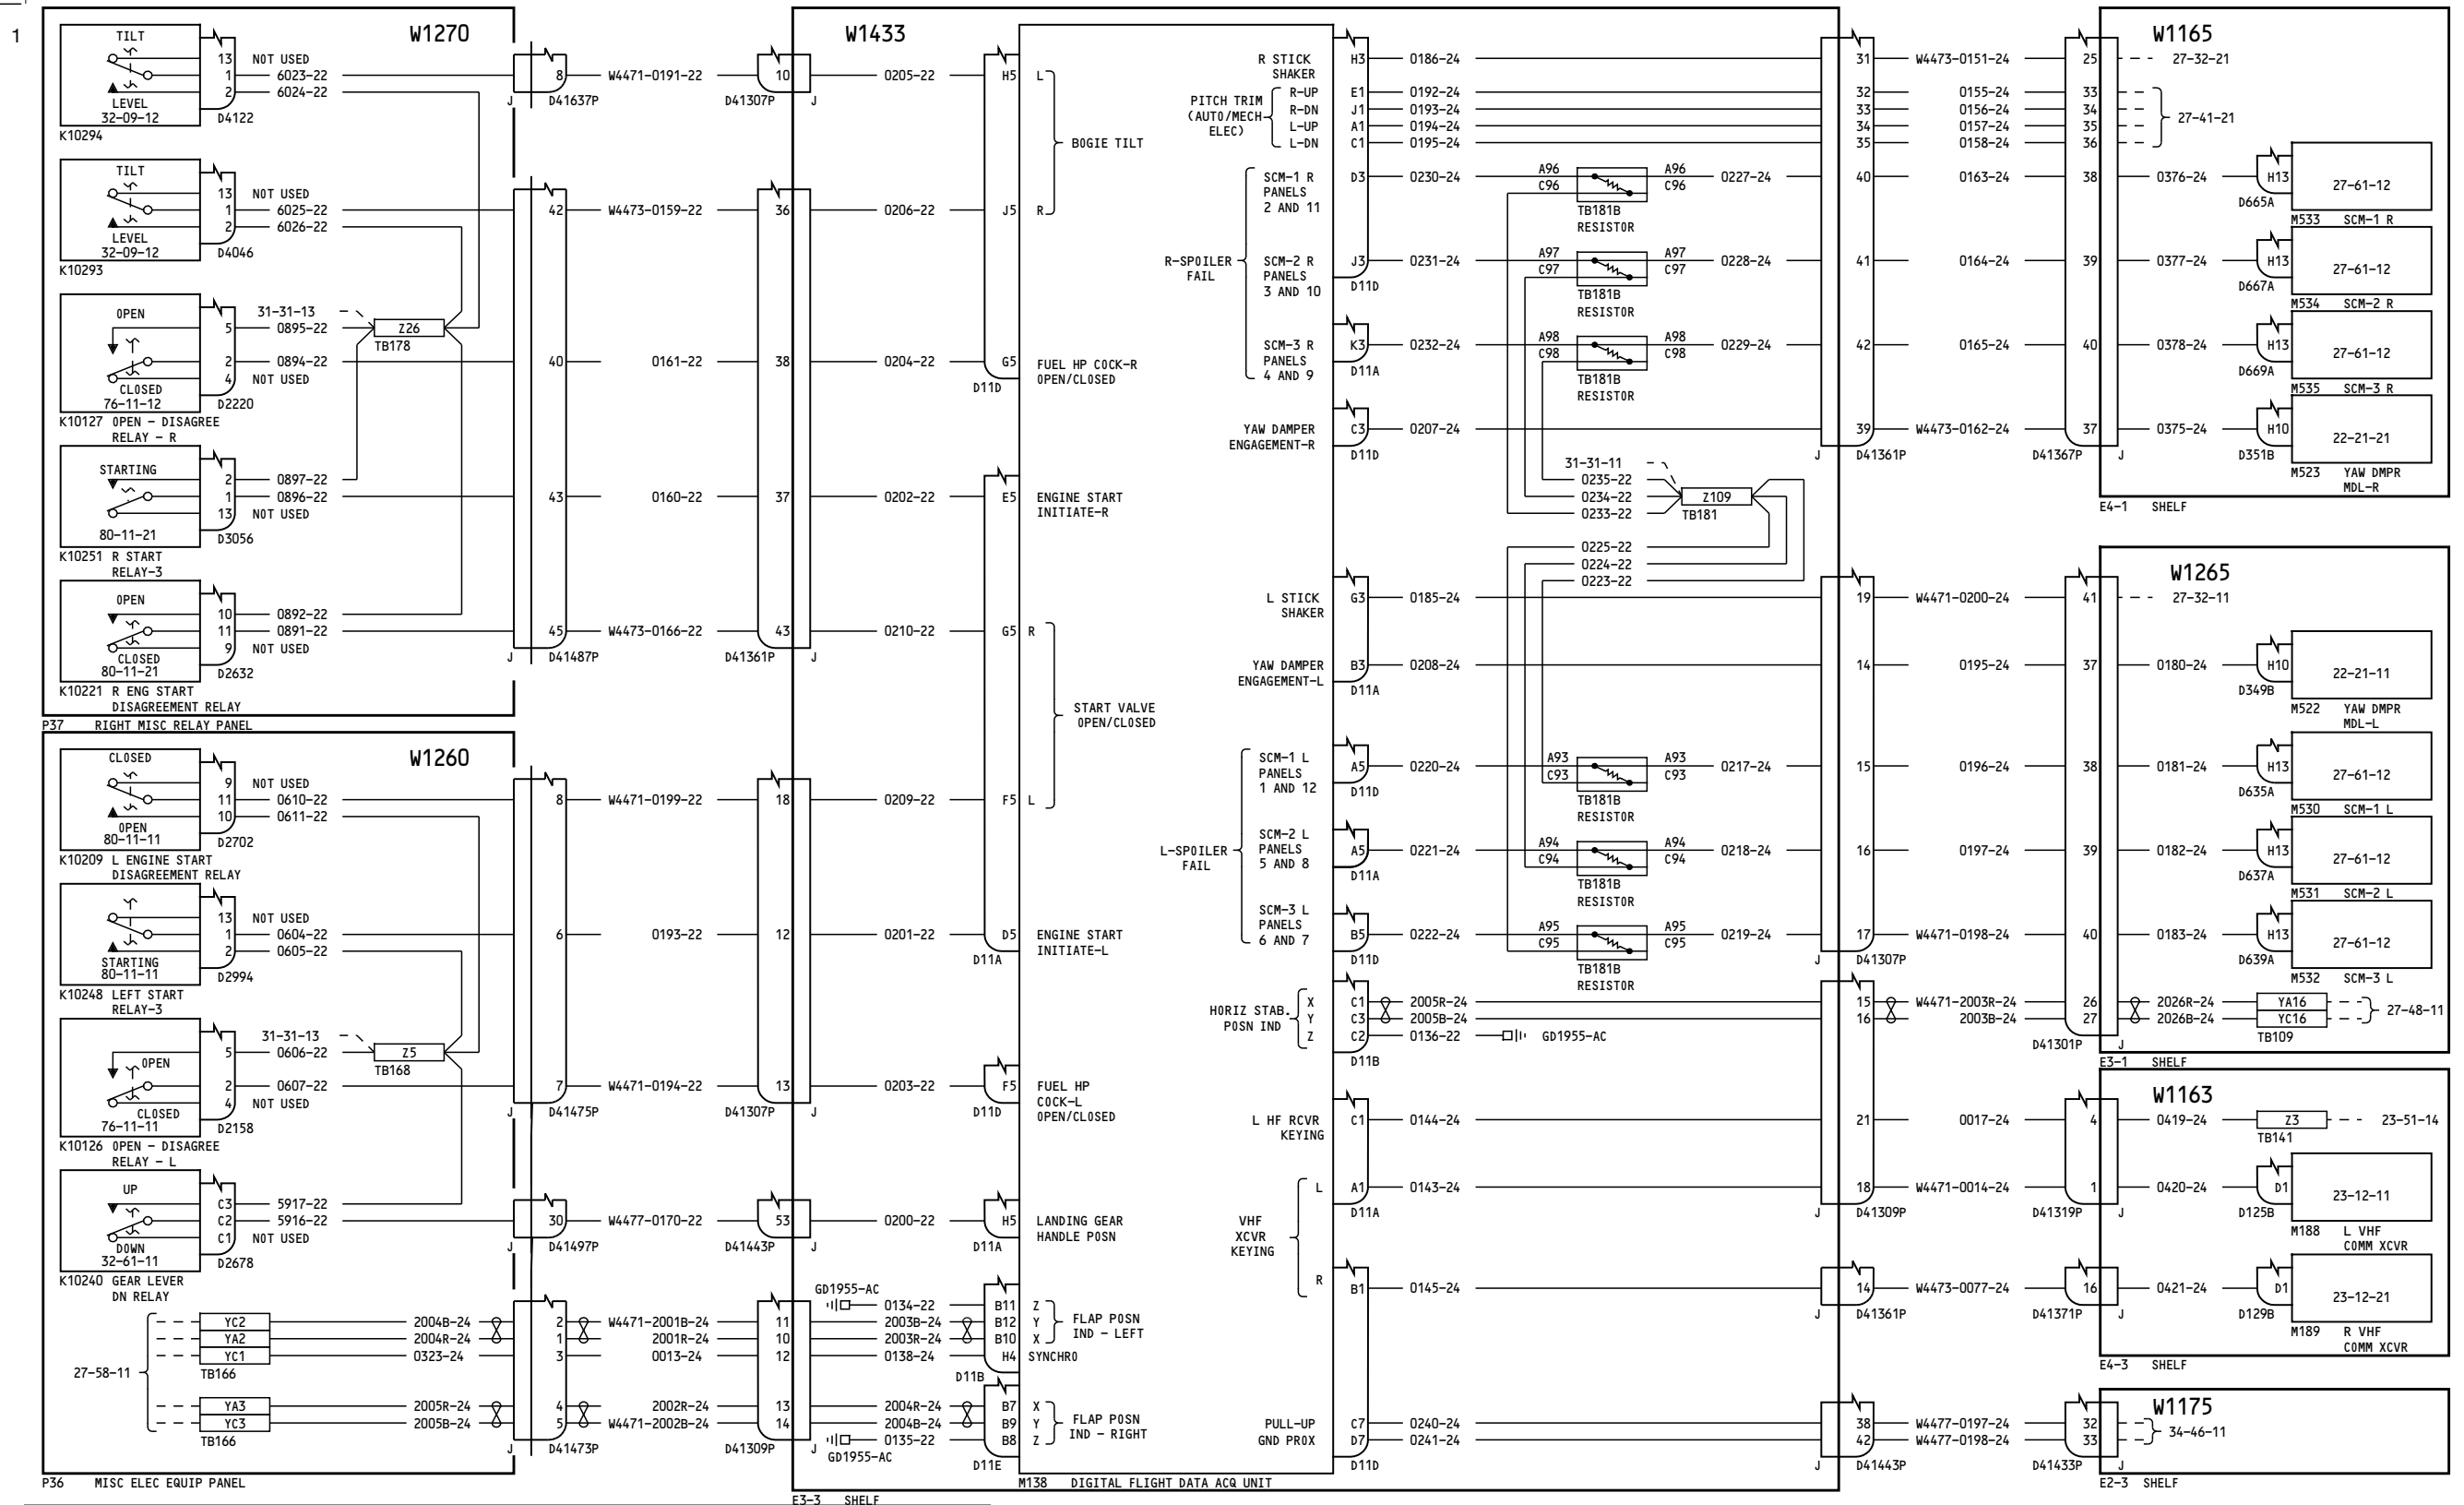 1
W1270
TILT
13 NOT USED
1 6023-22
2 6024-22
LEVEL
32-09-12
D4122
K10294
TILT
13 NOT USED
1 6025-22
2 6026-22
LEVEL
32-09-12
D4046
K10293
OPEN
31-31-13
5 0895-22
Z26
TB178
2 0894-22
4 NOT USED
CLOSED
76-11-12
D2220
K10127 OPEN - DISAGREE
RELAY - R
STARTING
2 0897-22
1 0896-22
13 NOT USED
80-11-21
D3056
K10251 R START
RELAY-3
OPEN
10 0892-22
11 0891-22
9 NOT USED
CLOSED
80-11-21
D2632
K10221 R ENG START
DISAGREEMENT RELAY
P37 RIGHT MISC RELAY PANEL
W1260
CLOSED
9 NOT USED
11 0610-22
10 0611-22
OPEN
80-11-11
D2702
K10209 L ENGINE START
DISAGREEMENT RELAY
13 NOT USED
1 0604-22
2 0605-22
STARTING
80-11-11
D2994
K10248 LEFT START
RELAY-3
31-31-13
5 0606-22
OPEN
Z5
TB168
2 0607-22
4 NOT USED
CLOSED
76-11-11
D2158
K10126 OPEN - DISAGREE
RELAY - L
UP
C3 5917-22
C2 5916-22
C1 NOT USED
DOWN
32-61-11
D2678
K10240 GEAR LEVER
DN RELAY
27-58-11
YC2 2004B-24
YA2 2004R-24
YC1 0323-24
TB166
YA3 2005R-24
YC3 2005B-24
TB166
P36 MISC ELEC EQUIP PANEL
8 W4471-0191-22 10
J D41637P D41307P J
42 W4473-0159-22 36
40 0161-22 38
43 0160-22 37
45 W4473-0166-22 43
J D41487P D41361P J
8 W4471-0199-22 18
6 0193-22 12
7 W4471-0194-22 13
J D41475P D41307P J
30 W4477-0170-22 53
J D41497P D41443P J
2 W4471-2001B-24 11
1 2001R-24 10
3 0013-24 12
4 2002R-24 13
5 W4471-2002B-24 14
J D41473P D41309P J
W1433
0205-22 H5 L
BOGIE TILT
0206-22 J5 R
0204-22 G5 FUEL HP COCK-R
OPEN/CLOSED
D11D
0202-22 E5 ENGINE START
INITIATE-R
0210-22 G5 R
START VALVE
OPEN/CLOSED
0209-22 F5 L
0201-22 D5 ENGINE START
INITIATE-L
D11A
0203-22 F5 FUEL HP
COCK-L
OPEN/CLOSED
D11D
0200-22 H5 LANDING GEAR
HANDLE POSN
D11A
GD1955-AC
0134-22 B11 Z
2003B-24 B12 Y FLAP POSN
2003R-24 B10 X IND - LEFT
0138-24 H4 SYNCHRO
D11B
2004R-24 B7 X
2004B-24 B9 Y FLAP POSN
0135-22 B8 Z IND - RIGHT
GD1955-AC
D11E
M138 DIGITAL FLIGHT DATA ACQ UNIT
E3-3 SHELF
R STICK
SHAKER
H3 0186-24
PITCH TRIM
(AUTO/MECH
ELEC)
R-UP E1 0192-24
R-DN J1 0193-24
L-UP A1 0194-24
L-DN C1 0195-24
R-SPOILER
FAIL
SCM-1 R
PANELS
2 AND 11
D3 0230-24 A96 A96 0227-24
C96 C96
TB181B
RESISTOR
SCM-2 R
PANELS
3 AND 10
J3 0231-24 A97 A97 0228-24
C97 C97
D11D
TB181B
RESISTOR
SCM-3 R
PANELS
4 AND 9
K3 0232-24 A98 A98 0229-24
C98 C98
D11A
TB181B
RESISTOR
YAW DAMPER
ENGAGEMENT-R
C3 0207-24
D11D
31-31-11
0235-22
0234-22
0233-22
Z109
TB181
0225-22
0224-22
0223-22
L STICK
SHAKER
G3 0185-24
YAW DAMPER
ENGAGEMENT-L
B3 0208-24
D11A
L-SPOILER
FAIL
SCM-1 L
PANELS
1 AND 12
A5 0220-24 A93 A93 0217-24
C93 C93
D11D
TB181B
RESISTOR
SCM-2 L
PANELS
5 AND 8
A5 0221-24 A94 A94 0218-24
C94 C94
D11A
TB181B
RESISTOR
SCM-3 L
PANELS
6 AND 7
B5 0222-24 A95 A95 0219-24
C95 C95
D11D
TB181B
RESISTOR
HORIZ STAB.
POSN IND
X C1 2005R-24
Y C3 2005B-24
Z C2 0136-22 GD1955-AC
D11B
L HF RCVR
KEYING
C1 0144-24
VHF
XCVR
KEYING
L A1 0143-24
D11A
R B1 0145-24
PULL-UP C7 0240-24
GND PROX D7 0241-24
D11D
31 W4473-0151-24 25
32 0155-24 33
33 0156-24 34
34 0157-24 35
35 0158-24 36
40 0163-24 38
41 0164-24 39
42 0165-24 40
39 W4473-0162-24 37
J D41361P D41367P J
19 W4471-0200-24 41
14 0195-24 37
15 0196-24 38
16 0197-24 39
17 W4471-0198-24 40
J D41307P
15 W4471-2003R-24 26
16 2003B-24 27
D41301P J
21 0017-24 4
18 W4471-0014-24 1
J D41309P D41319P J
14 W4473-0077-24 16
J D41361P D41371P J
38 W4477-0197-24 32
42 W4477-0198-24 33
J D41443P D41433P J
W1165
27-32-21
27-41-21
0376-24 H13 27-61-12
D665A
M533 SCM-1 R
0377-24 H13 27-61-12
D667A
M534 SCM-2 R
0378-24 H13 27-61-12
D669A
M535 SCM-3 R
0375-24 H10 22-21-21
D351B
M523 YAW DMPR
MDL-R
E4-1 SHELF
W1265
27-32-11
0180-24 H10 22-21-11
D349B
M522 YAW DMPR
MDL-L
0181-24 H13 27-61-12
D635A
M530 SCM-1 L
0182-24 H13 27-61-12
D637A
M531 SCM-2 L
0183-24 H13 27-61-12
D639A
M532 SCM-3 L
2026R-24 YA16
2026B-24 YC16
27-48-11
TB109
E3-1 SHELF
W1163
0419-24 Z3 23-51-14
TB141
0420-24 D1 23-12-11
D125B
M188 L VHF
COMM XCVR
0421-24 D1 23-12-21
D129B
M189 R VHF
COMM XCVR
E4-3 SHELF
W1175
34-46-11
E2-3 SHELF